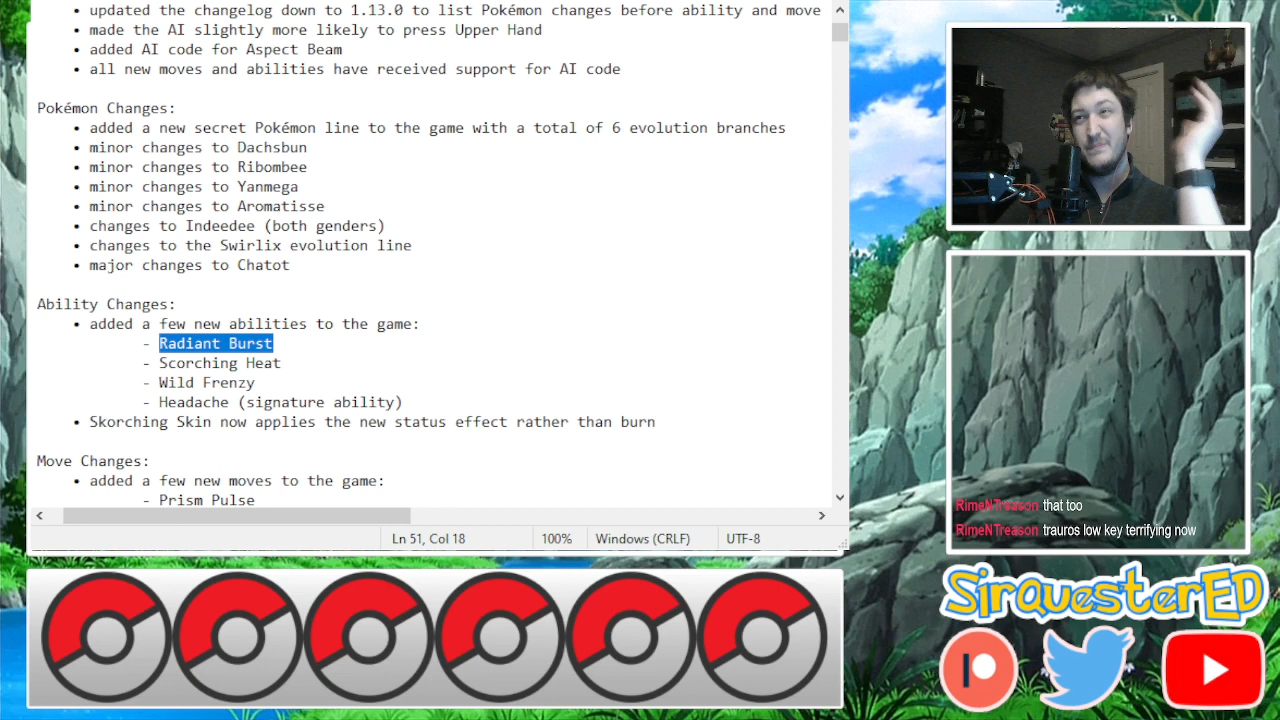 • updated the changelog down to 1.13.0 to list Pokémon changes before ability and move
• made the AI slightly more likely to press Upper Hand
• added AI code for Aspect Beam
• all new moves and abilities have received support for AI code
Pokémon Changes:
• added a new secret Pokémon line to the game with a total of 6 evolution branches
• minor changes to Dachsbun
• minor changes to Ribombee
• minor changes to Yanmega
• minor changes to Aromatisse
• changes to Indeedee (both genders)
• changes to the Swirlix evolution line
• major changes to Chatot
Ability Changes:
• added a few new abilities to the game:
- Radiant Burst
- Scorching Heat
- Wild Frenzy
- Headache (signature ability)
• Skorching Skin now applies the new status effect rather than burn
Move Changes:
• added a few new moves to the game:
- Prism Pulse
Ln 51, Col 18
100%
Windows (CRLF)
UTF-8
RimeNTreason that too
RimeNTreason trauros low key terrifying now
SirquesterED